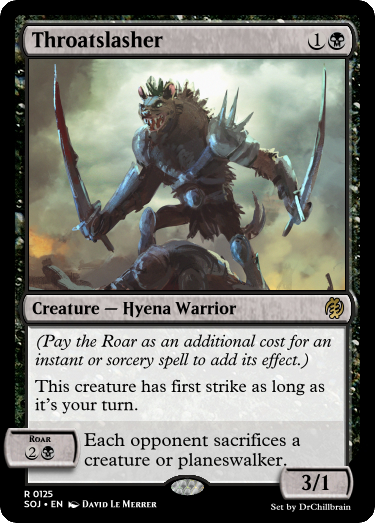 Throatslasher 1
Creature — Hyena Warrior
(Pay the Roar as an additional cost for an
instant or sorcery spell to add its effect.)
This creature has first strike as long as
it's your turn.
Roar
2
Each opponent sacrifices a
creature or planeswalker.
3/1
R 0125
SOJ • EN David Le Merrer
Set by DrChillbrain